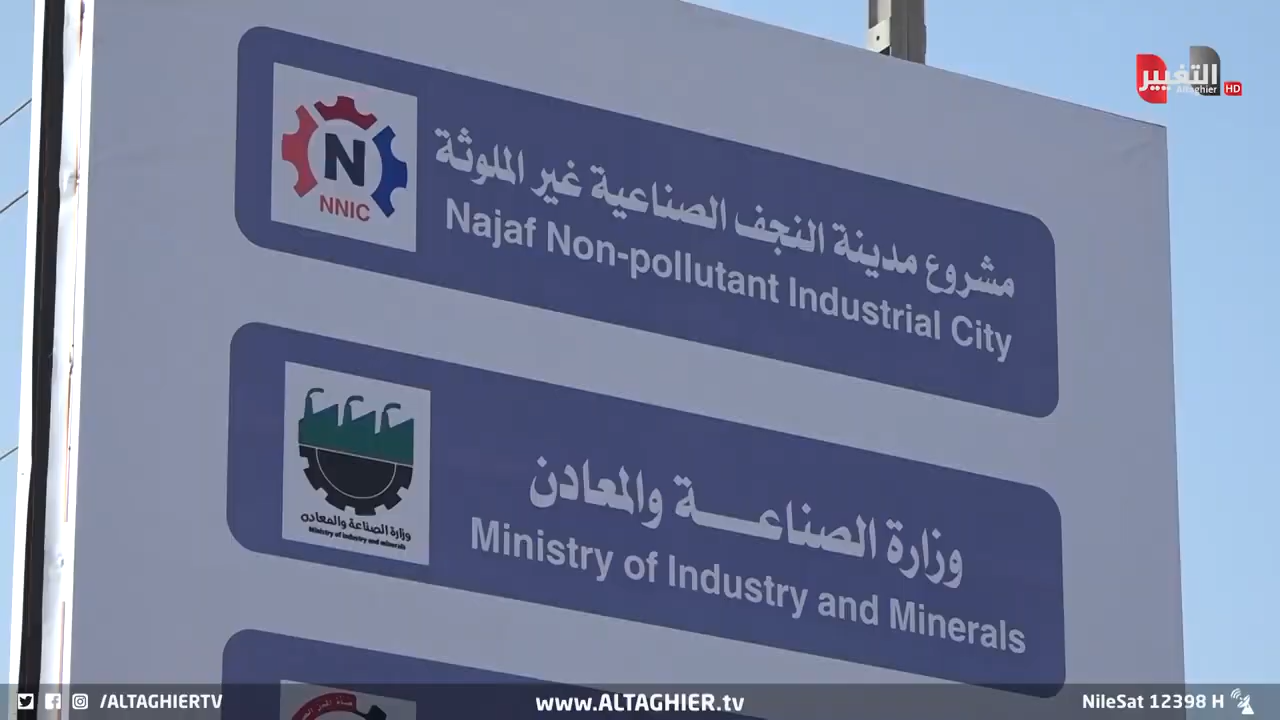 التغيير
Altaghier HD
N
NNIC
مشروع مدينة النجف الصناعية غير الملوثة
Najaf Non-pollutant Industrial City
وزارة الصناعة والمعادن
Ministry of industry and minerals
وزارة الصناعـــة والمعادن
Ministry of Industry and Minerals
/ALTAGHIERTV
www.ALTAGHIER.tv
NileSat 12398 H